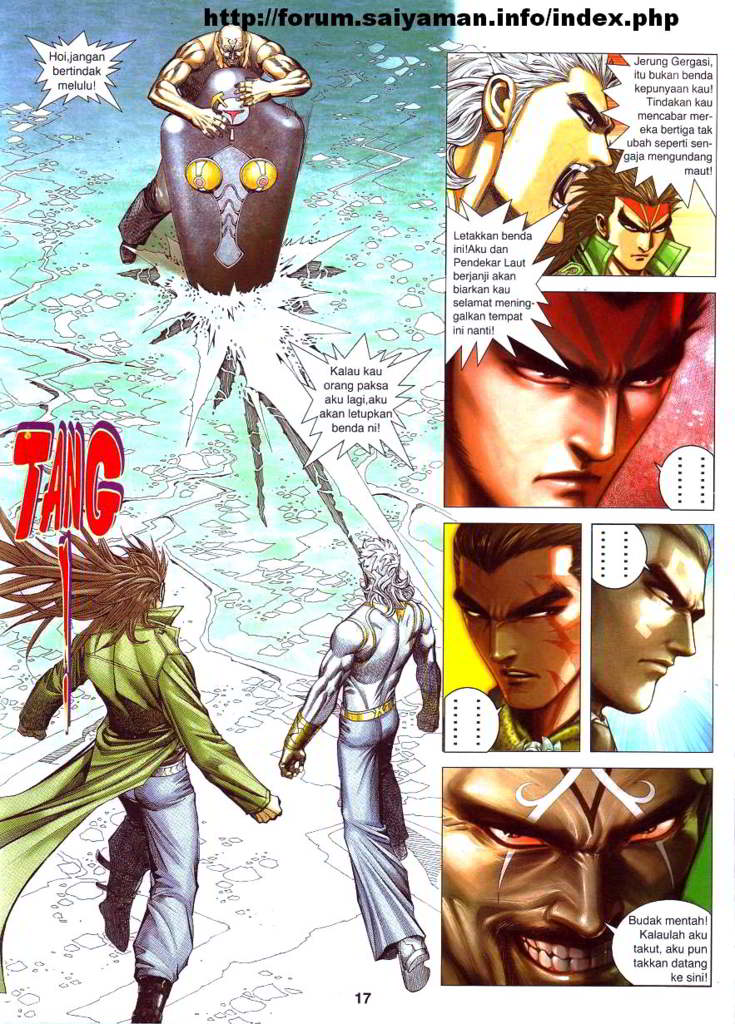 http://forum.saiyaman.info/index.php
Hoi,jangan
bertindak
melulu!
Kalau kau
orang paksa
aku lagi,aku
akan letupkan
benda ni!
TANG
Jerung Gergasi,
itu bukan benda
kepunyaan kau!
Tindakan kau
mencabar mer-
eka bertiga tak
ubah seperti sen-
gaja mengundang
maut!
Letakkan benda
ini!Aku dan
Pendekar Laut
berjanji akan
biarkan kau
selamat mening-
galkan tempat
ini nanti!
Budak mentah!
Kalaulah aku
takut, aku pun
takkan datang
ke sini!
17